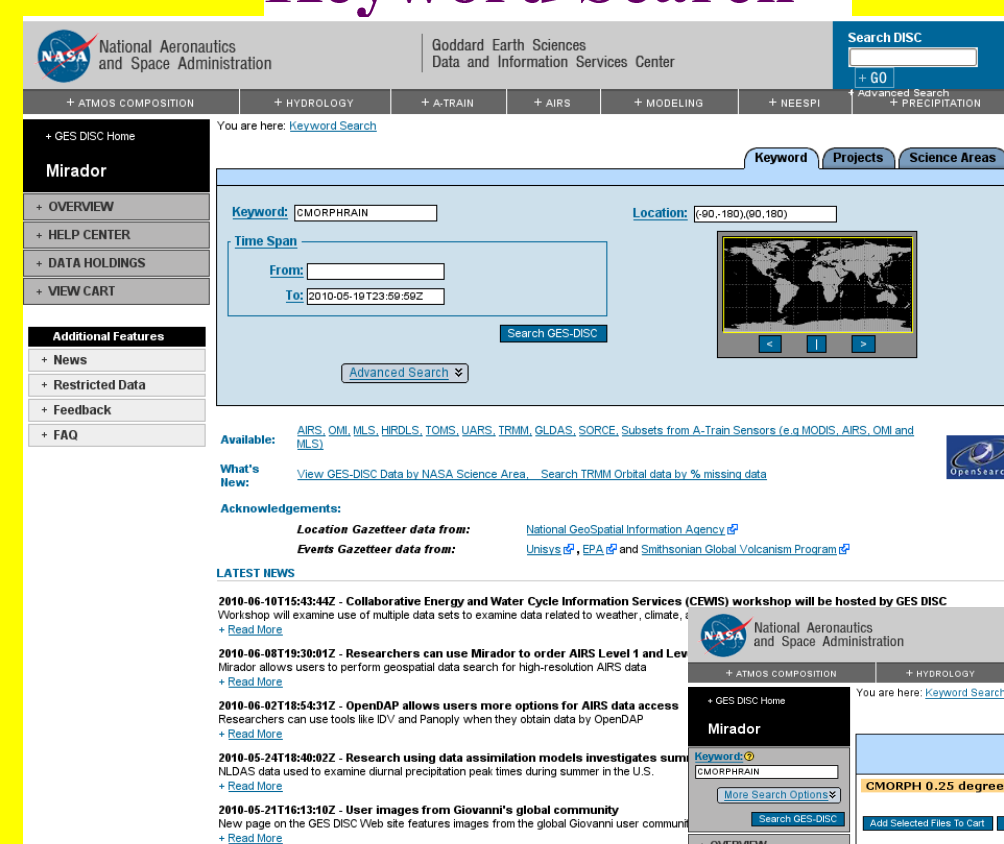 Keyword Search
NASA
National Aeronautics
and Space Administration
Goddard Earth Sciences
Data and Information Services Center
Search DISC
+ GO
+ Advanced Search
+ ATMOS COMPOSITION + HYDROLOGY + A-TRAIN + AIRS + MODELING + NEESPI + PRECIPITATION
+ GES DISC Home
Mirador
+ OVERVIEW
+ HELP CENTER
+ DATA HOLDINGS
+ VIEW CART
Additional Features
+ News
+ Restricted Data
+ Feedback
+ FAQ
You are here: Keyword Search
Keyword Projects Science Areas
Keyword: CMORPHRAIN
Location: (-90,-180),(90,180)
Time Span
From:
To: 2010-05-19T23:59:59Z
Search GES-DISC
< | >
Advanced Search
Available: AIRS, OMI, MLS, HIRDLS, TOMS, UARS, TRMM, GLDAS, SORCE, Subsets from A-Train Sensors (e.g MODIS, AIRS, OMI and
MLS)
OpenSearc
What's
New: View GES-DISC Data by NASA Science Area, Search TRMM Orbital data by % missing data
Acknowledgements:
Location Gazetteer data from: National GeoSpatial Information Agency
Events Gazetteer data from: Unisys , EPA and Smithsonian Global Volcanism Program
LATEST NEWS
2010-06-10T15:43:44Z - Collaborative Energy and Water Cycle Information Services (CEWIS) workshop will be hosted by GES DISC
Workshop will examine use of multiple data sets to examine data related to weather, climate, a
+ Read More
2010-06-08T19:30:01Z - Researchers can use Mirador to order AIRS Level 1 and Lev
Mirador allows users to perform geospatial data search for high-resolution AIRS data
+ Read More
2010-06-02T18:54:31Z - OpenDAP allows users more options for AIRS data access
Researchers can use tools like IDV and Panoply when they obtain data by OpenDAP
+ Read More
2010-05-24T18:40:02Z - Research using data assimilation models investigates sum
NLDAS data used to examine diurnal precipitation peak times during summer in the U.S.
+ Read More
2010-05-21T16:13:10Z - User images from Giovanni's global community
New page on the GES DISC Web site features images from the global Giovanni user communit
+ Read More
NASA
National Aeronautics
and Space Administration
+ ATMOS COMPOSITION + HYDROLOGY
+ GES DISC Home
Mirador
You are here: Keyword Search
Keyword:
CMORPHRAIN
More Search Options
Search GES-DISC
+ OVERVIEW
CMORPH 0.25 degree
Add Selected Files To Cart